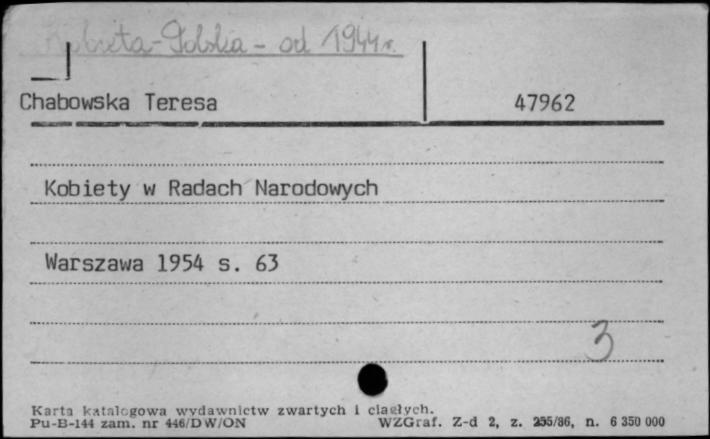 Kobieta - Polska - od 1944 r.
Chabowska Teresa 47962
Kobiety w Radach Narodowych
Warszawa 1954 s. 63
3
Karta katalogowa wydawnictw zwartych i ciągłych.
Pu-B-144 zam. nr 446/DW/ON WZGraf. Z-d 2, z. 255/86, n. 6 350 000